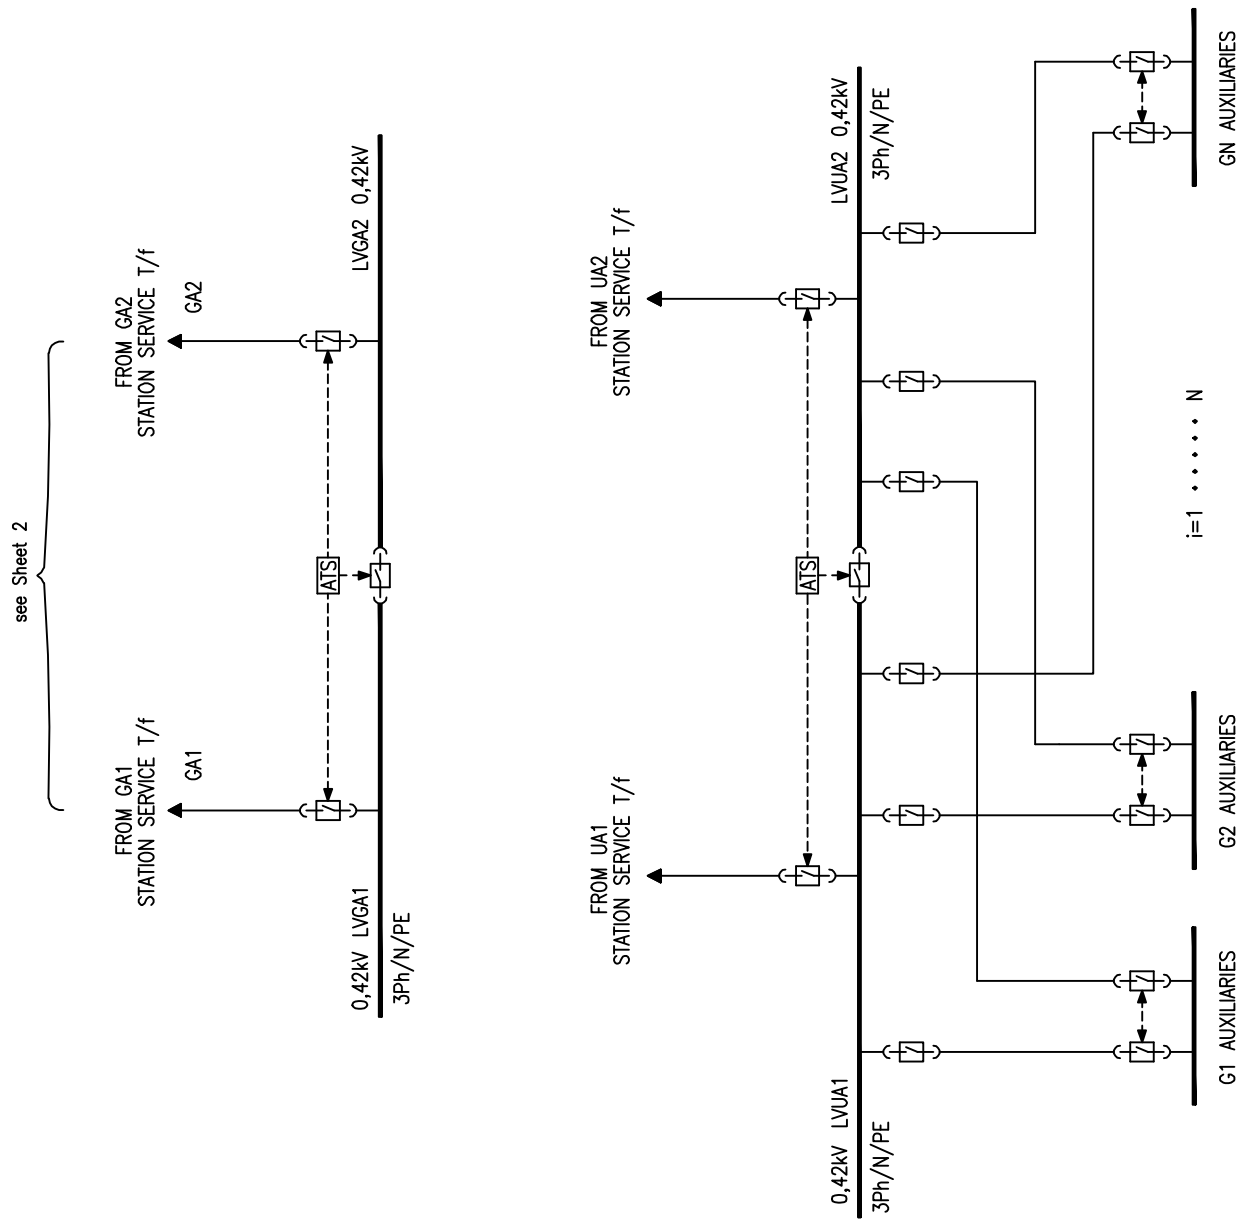 see Sheet 2
FROM GA1
STATION SERVICE T/f
GA1
FROM GA2
STATION SERVICE T/f
GA2
ATS
0,42kV LVGA1
3Ph/N/PE
LVGA2 0,42kV
FROM UA1
STATION SERVICE T/f
FROM UA2
STATION SERVICE T/f
ATS
0,42kV LVUA1
3Ph/N/PE
LVUA2 0,42kV
3Ph/N/PE
i=1 · · · · · N
G1 AUXILIARIES
G2 AUXILIARIES
GN AUXILIARIES